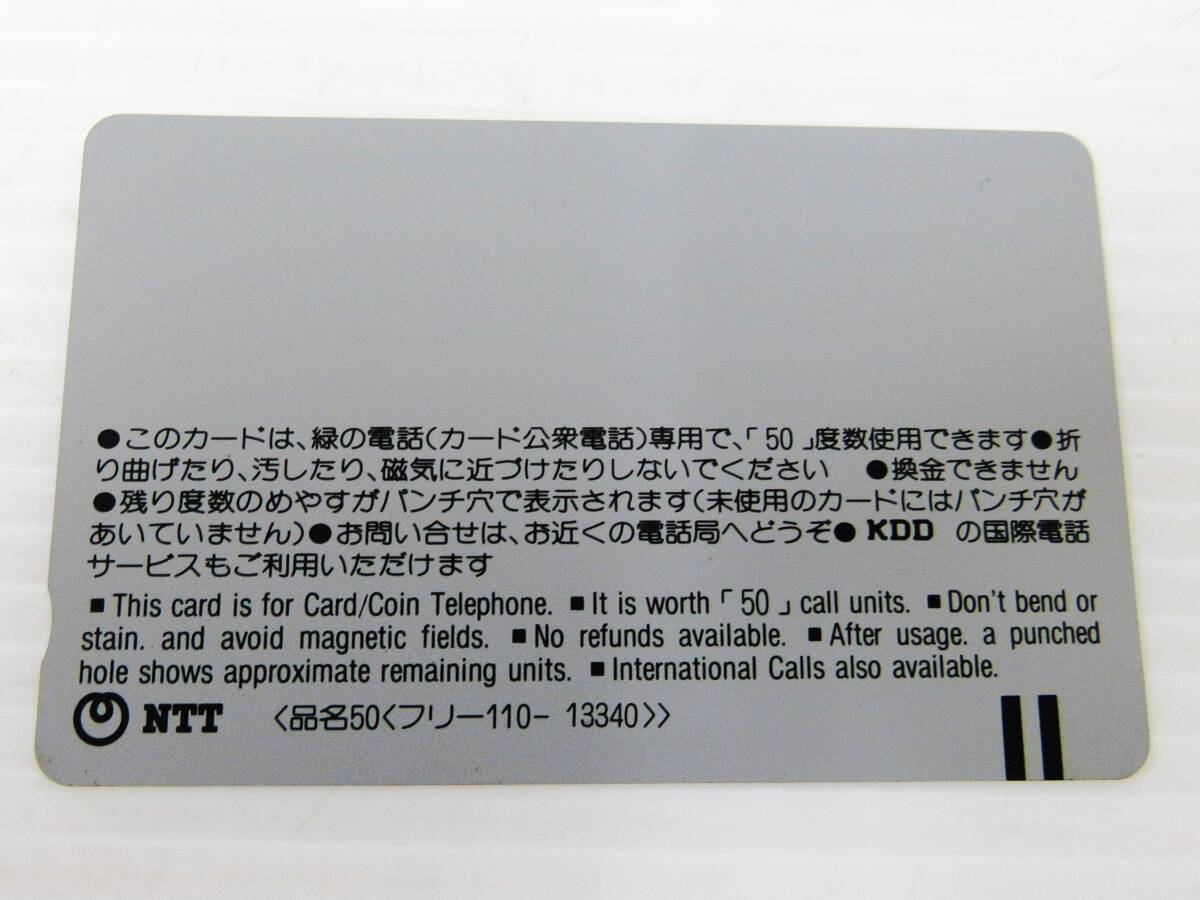 ●このカードは、緑の電話(カード公衆電話)専用で、「50」度数使用できます●折
り曲げたり、汚したり、磁気に近づけたりしないでください　●換金できません
●残り度数のめやすがパンチ穴で表示されます(未使用のカードにはパンチ穴が
あいていません)●お問い合せは、お近くの電話局へどうぞ● KDD の国際電話
サービスもご利用いただけます
■ This card is for Card/Coin Telephone. ■ It is worth「50」call units. ■ Don't bend or
stain. and avoid magnetic fields. ■ No refunds available. ■ After usage. a punched
hole shows approximate remaining units. ■ International Calls also available.
NTT 〈品名50〈フリー110- 13340〉〉